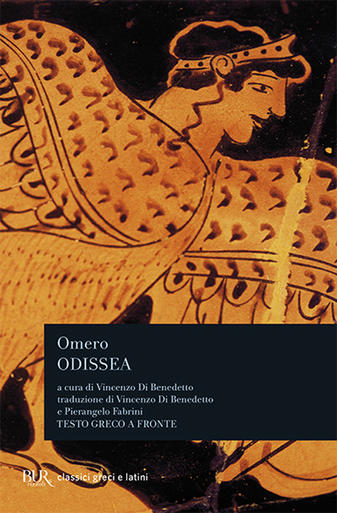 Omero
ODISSEA
a cura di Vincenzo Di Benedetto
traduzione di Vincenzo Di Benedetto
e Pierangelo Fabrini
TESTO GRECO A FRONTE
BUR
rizzoli
classici greci e latini